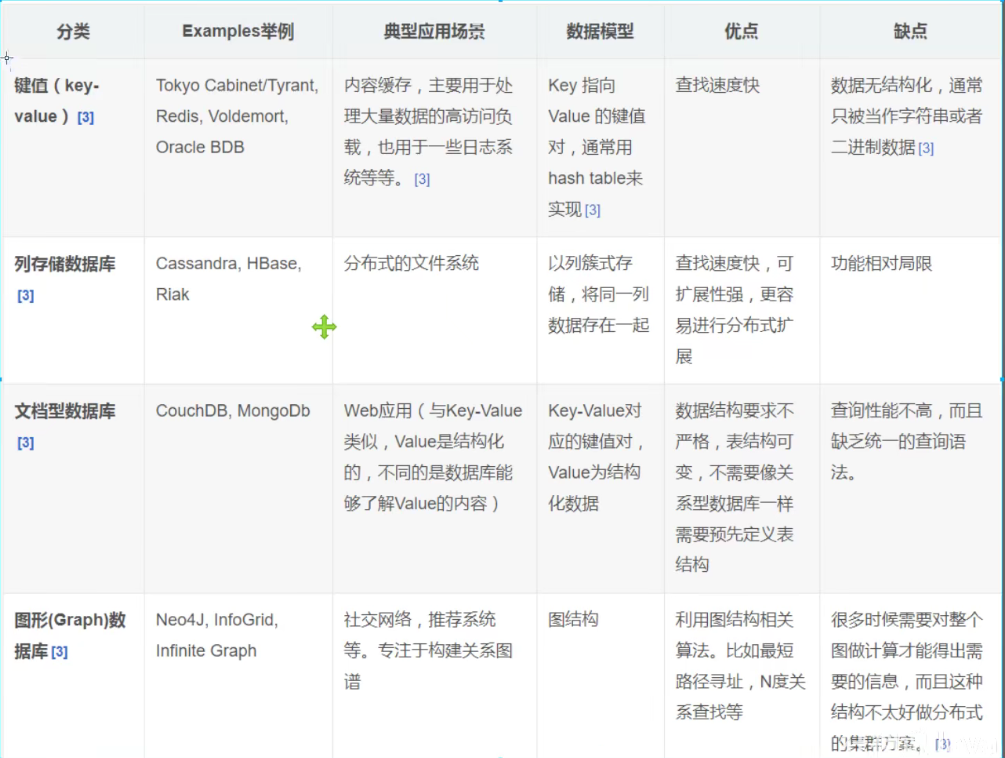 分类 Examples举例 典型应用场景 数据模型 优点 缺点
键值（key-
value）[3]
Tokyo Cabinet/Tyrant,
Redis, Voldemort,
Oracle BDB
内容缓存，主要用于处
理大量数据的高访问负
载，也用于一些日志系
统等等。[3]
Key 指向
Value 的键值
对，通常用
hash table来
实现[3]
查找速度快
数据无结构化，通常
只被当作字符串或者
二进制数据[3]
列存储数据库
[3]
Cassandra, HBase,
Riak
分布式的文件系统
以列簇式存
储，将同一列
数据存在一起
查找速度快，可
扩展性强，更容
易进行分布式扩
展
功能相对局限
文档型数据库
[3]
CouchDB, MongoDb
Web应用（与Key-Value
类似，Value是结构化
的，不同的是数据库能
够了解Value的内容）
Key-Value对
应的键值对，
Value为结构
化数据
数据结构要求不
严格，表结构可
变，不需要像关
系型数据库一样
需要预先定义表
结构
查询性能不高，而且
缺乏统一的查询语
法。
图形(Graph)数
据库[3]
Neo4J, InfoGrid,
Infinite Graph
社交网络，推荐系统
等。专注于构建关系图
谱
图结构
利用图结构相关
算法。比如最短
路径寻址，N度关
系查找等
很多时候需要对整个
图做计算才能得出需
要的信息，而且这种
结构不太好做分布式
的集群方案。[3]